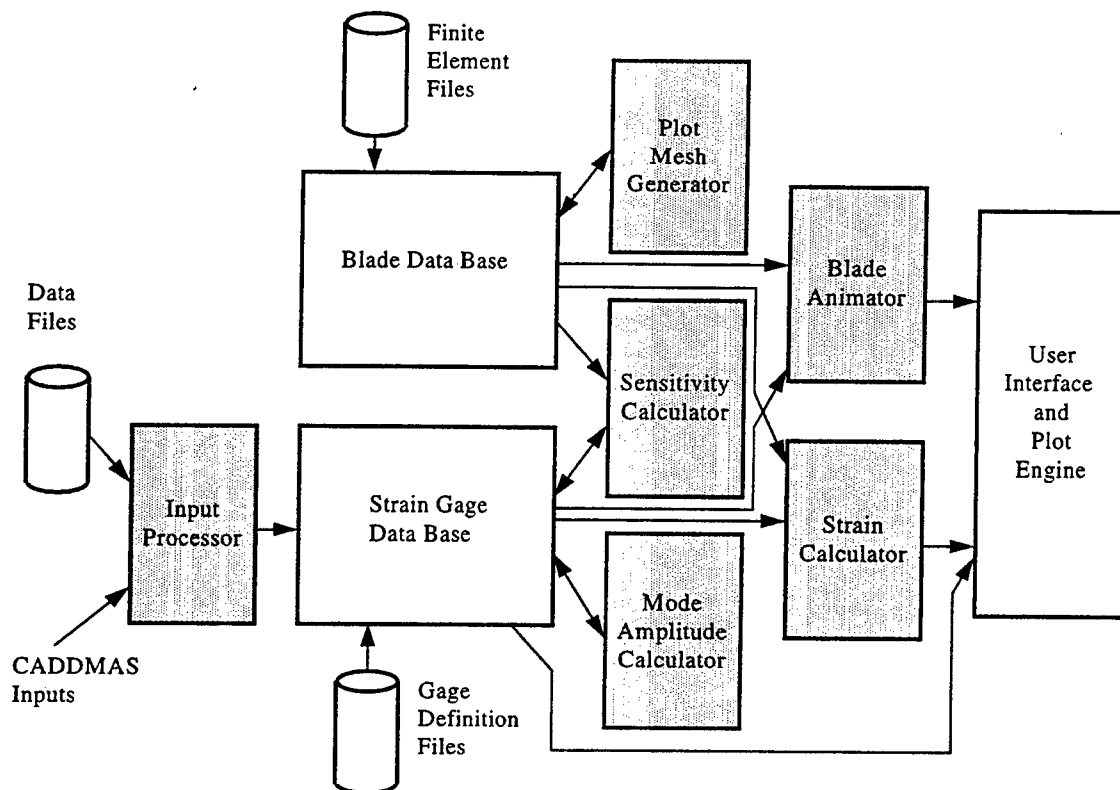 Finite
Element
Files
Plot
Mesh
Generator
Blade Data Base
Blade
Animator
Data
Files
Sensitivity
Calculator
User
Interface
and
Plot
Engine
Input
Processor
Strain Gage
Data Base
Strain
Calculator
Mode
Amplitude
Calculator
CADDMAS
Inputs
Gage
Definition
Files